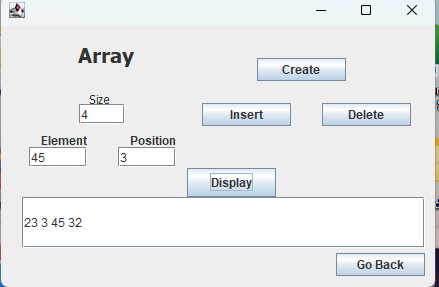 Array
Create
Size
4
Insert Delete
Element Position
45 3
Display
23 3 45 32
Go Back